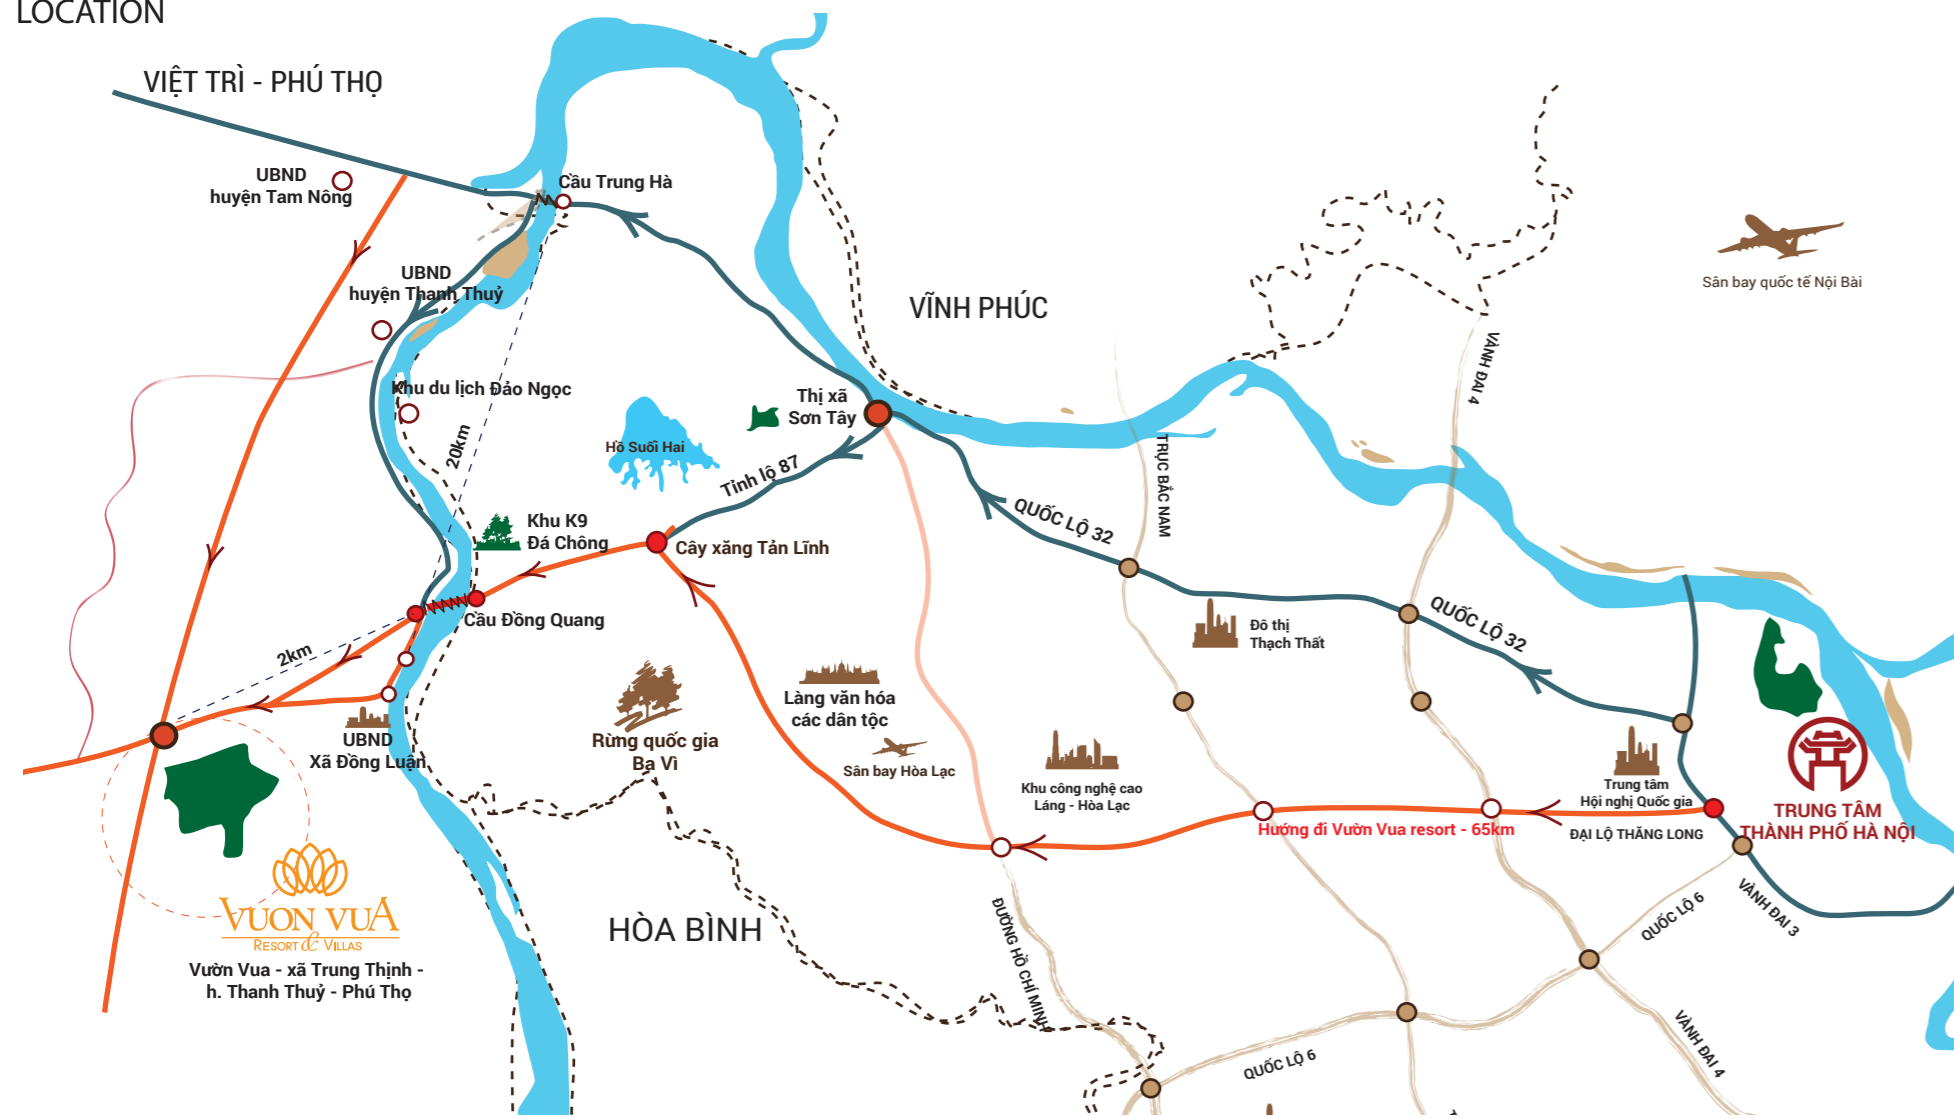 LOCATION
VIỆT TRÌ - PHÚ THỌ
UBND
huyện Tam Nông
Cầu Trung Hà
UBND
huyện Thanh Thuỷ
Sân bay quốc tế Nội Bài
VĨNH PHÚC
VÀNH ĐAI 4
Khu du lịch Đảo Ngọc
Thị xã
Sơn Tây
Hồ Suối Hai
20km
Tỉnh lộ 87
TRỤC BẮC NAM
QUỐC LỘ 32
Khu K9
Đá Chông
Cây xăng Tản Lĩnh
Cầu Đồng Quang
Đô thị
Thạch Thất
QUỐC LỘ 32
2km
Làng văn hóa
các dân tộc
Rừng quốc gia
Ba Vì
UBND
Xã Đồng Luận
Sân bay Hòa Lạc
Khu công nghệ cao
Láng - Hòa Lạc
Trung tâm
Hội nghị Quốc gia
TRUNG TÂM
THÀNH PHỐ HÀ NỘI
Hướng đi Vườn Vua resort - 65km
ĐẠI LỘ THĂNG LONG
VUON VUA
RESORT & VILLAS
Vườn Vua - xã Trung Thịnh -
h. Thanh Thuỷ - Phú Thọ
HÒA BÌNH
ĐƯỜNG HỒ CHÍ MINH
QUỐC LỘ 6
VÀNH ĐAI 3
QUỐC LỘ 6
VÀNH ĐAI 4